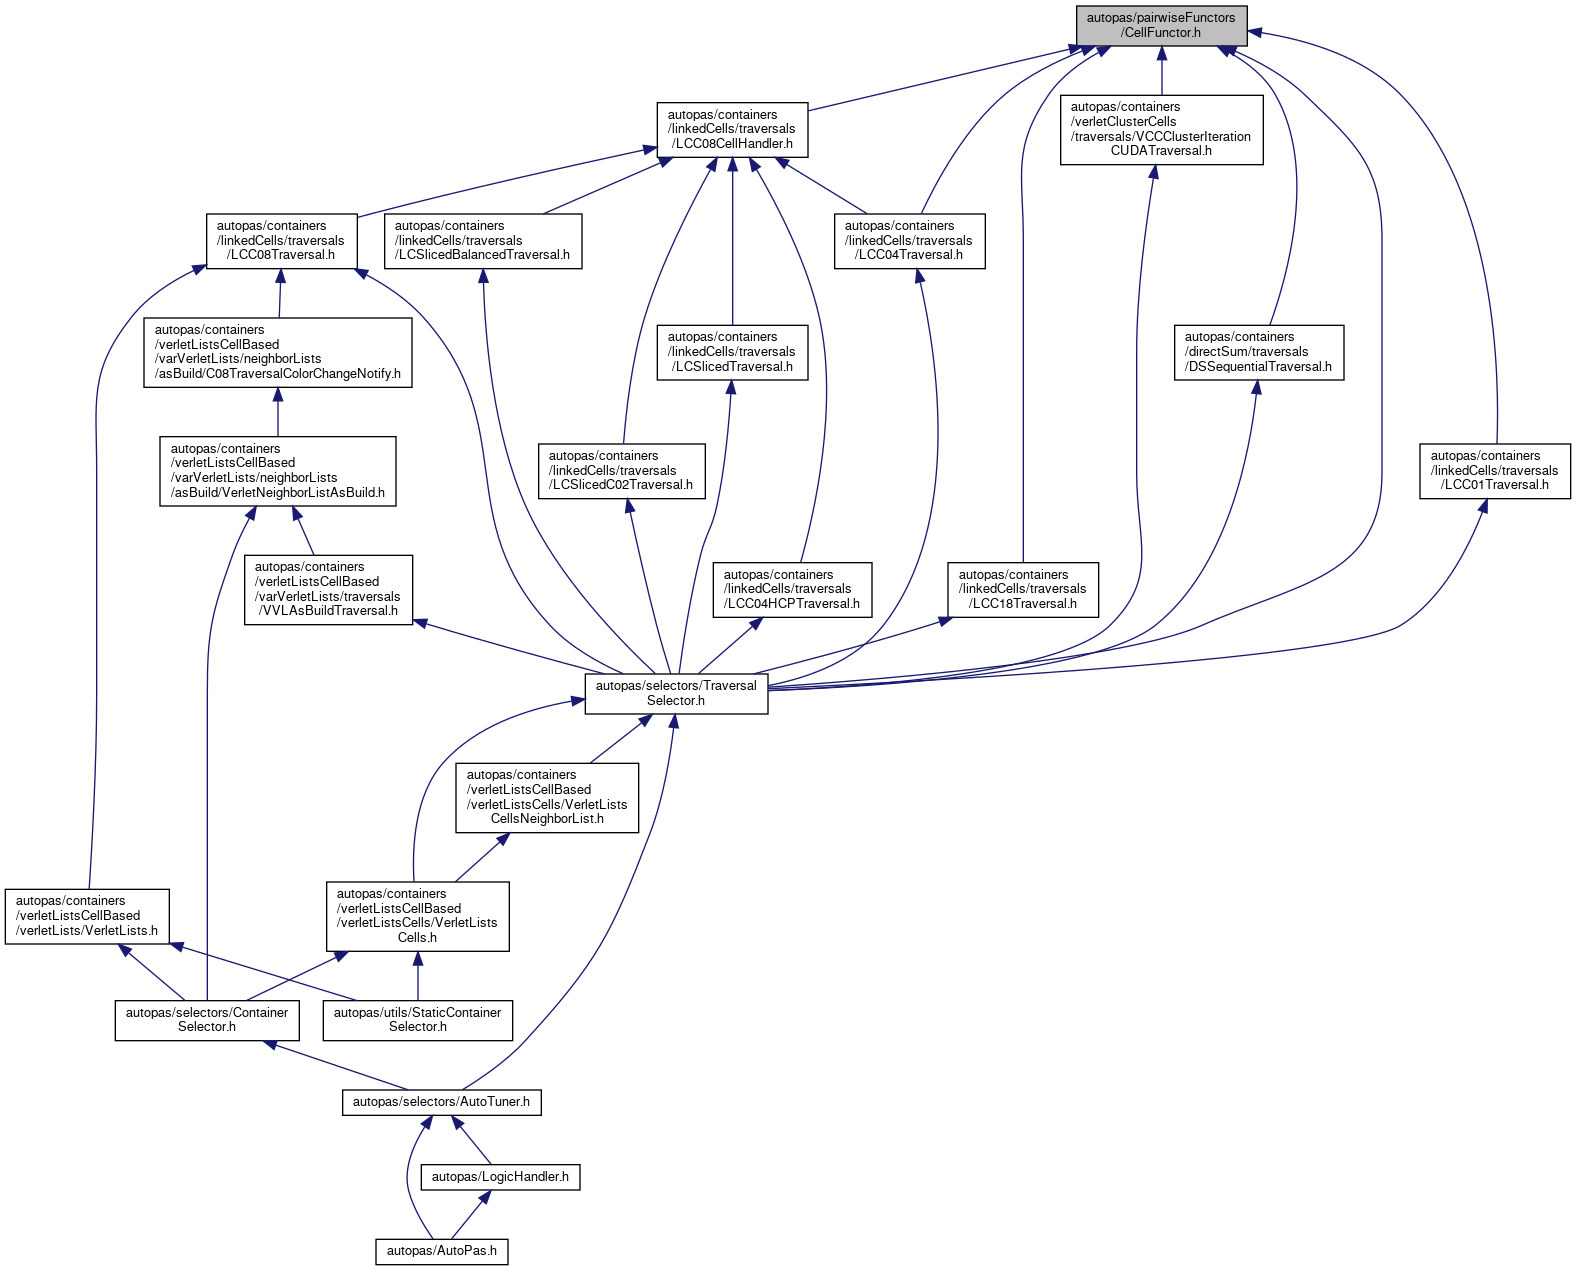 autopas/pairwiseFunctors
/CellFunctor.h
autopas/containers
/linkedCells/traversals
/LCC08CellHandler.h
autopas/containers
/verletClusterCells
/traversals/VCCClusterIteration
CUDATraversal.h
autopas/containers
/linkedCells/traversals
/LCC08Traversal.h
autopas/containers
/linkedCells/traversals
/LCSlicedBalancedTraversal.h
autopas/containers
/linkedCells/traversals
/LCC04Traversal.h
autopas/containers
/verletListsCellBased
/varVerletLists/neighborLists
/asBuild/C08TraversalColorChangeNotify.h
autopas/containers
/linkedCells/traversals
/LCSlicedTraversal.h
autopas/containers
/directSum/traversals
/DSSequentialTraversal.h
autopas/containers
/verletListsCellBased
/varVerletLists/neighborLists
/asBuild/VerletNeighborListAsBuild.h
autopas/containers
/linkedCells/traversals
/LCSlicedC02Traversal.h
autopas/containers
/linkedCells/traversals
/LCC01Traversal.h
autopas/containers
/verletListsCellBased
/varVerletLists/traversals
/VVLAsBuildTraversal.h
autopas/containers
/linkedCells/traversals
/LCC04HCPTraversal.h
autopas/containers
/linkedCells/traversals
/LCC18Traversal.h
autopas/selectors/Traversal
Selector.h
autopas/containers
/verletListsCellBased
/verletListsCells/VerletLists
CellsNeighborList.h
autopas/containers
/verletListsCellBased
/verletLists/VerletLists.h
autopas/containers
/verletListsCellBased
/verletListsCells/VerletLists
Cells.h
autopas/selectors/Container
Selector.h
autopas/utils/StaticContainer
Selector.h
autopas/selectors/AutoTuner.h
autopas/LogicHandler.h
autopas/AutoPas.h